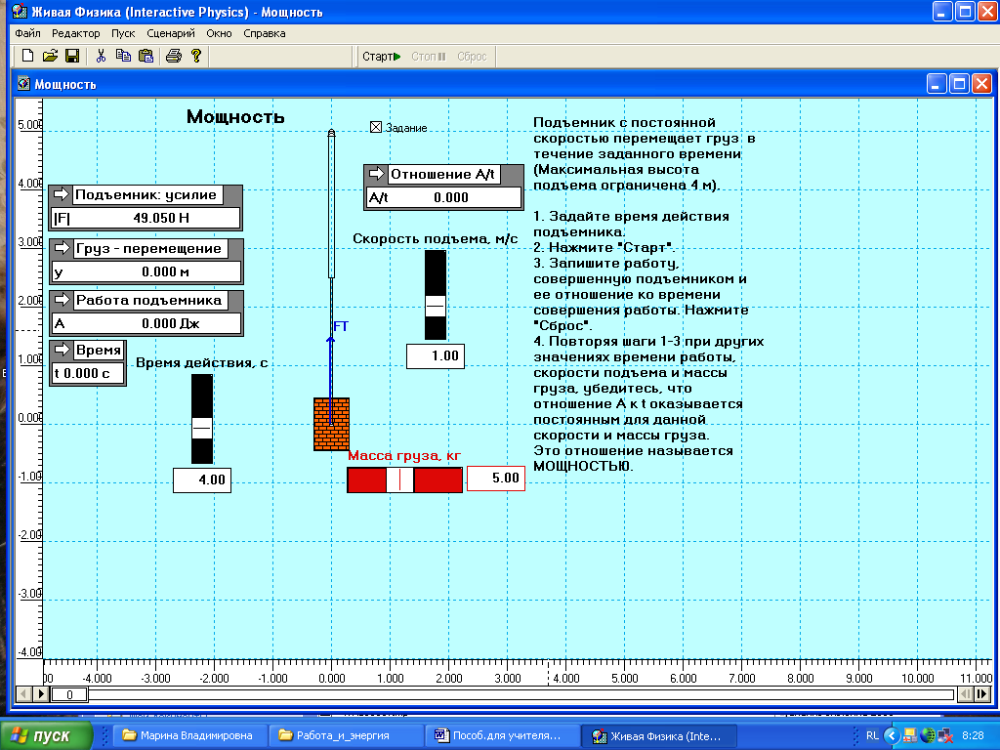 Живая Физика (Interactive Physics) - Мощность
Файл Редактор Пуск Сценарий Окно Справка
Старт Стоп Сброс
Мощность
Мощность
Задание
Подъемник с постоянной
скоростью перемещает груз в
течение заданного времени
(Максимальная высота
подъема ограничена 4 м).
1. Задайте время действия
подъемника.
2. Нажмите "Старт".
3. Запишите работу,
совершенную подъемником и
ее отношение ко времени
совершения работы. Нажмите
"Сброс".
4. Повторяя шаги 1-3 при других
значениях времени работы,
скорости подъема и массы
груза, убедитесь, что
отношение A к t оказывается
постоянным для данной
скорости и массы груза.
Это отношение называется
МОЩНОСТЬЮ.
Отношение A/t
A/t 0.000
Подъемник: усилие
|F| 49.050 Н
Груз - перемещение
y 0.000 м
Работа подъемника
A 0.000 Дж
Время
t 0.000 с
Скорость подъема, м/с
1.00
Время действия, с
4.00
FT
Масса груза, кг
5.00
5.000
4.000
3.000
2.000
1.000
0.000
-1.000
-2.000
-3.000
-4.000
-4.000 -3.000 -2.000 -1.000 0.000 1.000 2.000 3.000 4.000 5.000 6.000 7.000 8.000 9.000 10.000 11.000
0
пуск
Марина Владимировна
Работа_и_энергия
Пособ.для учителя...
Живая Физика (Inte...
RL
8:28